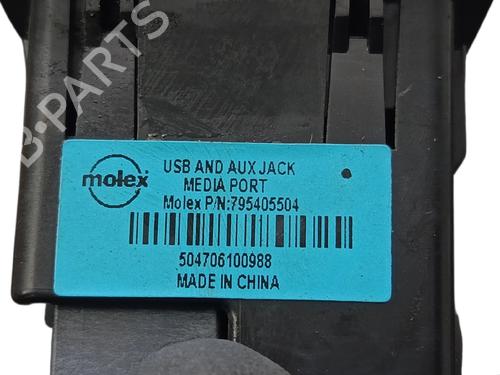 B-PARTS
molex
USB AND AUX JACK
MEDIA PORT
Molex P/N:795405504
504706100988
MADE IN CHINA